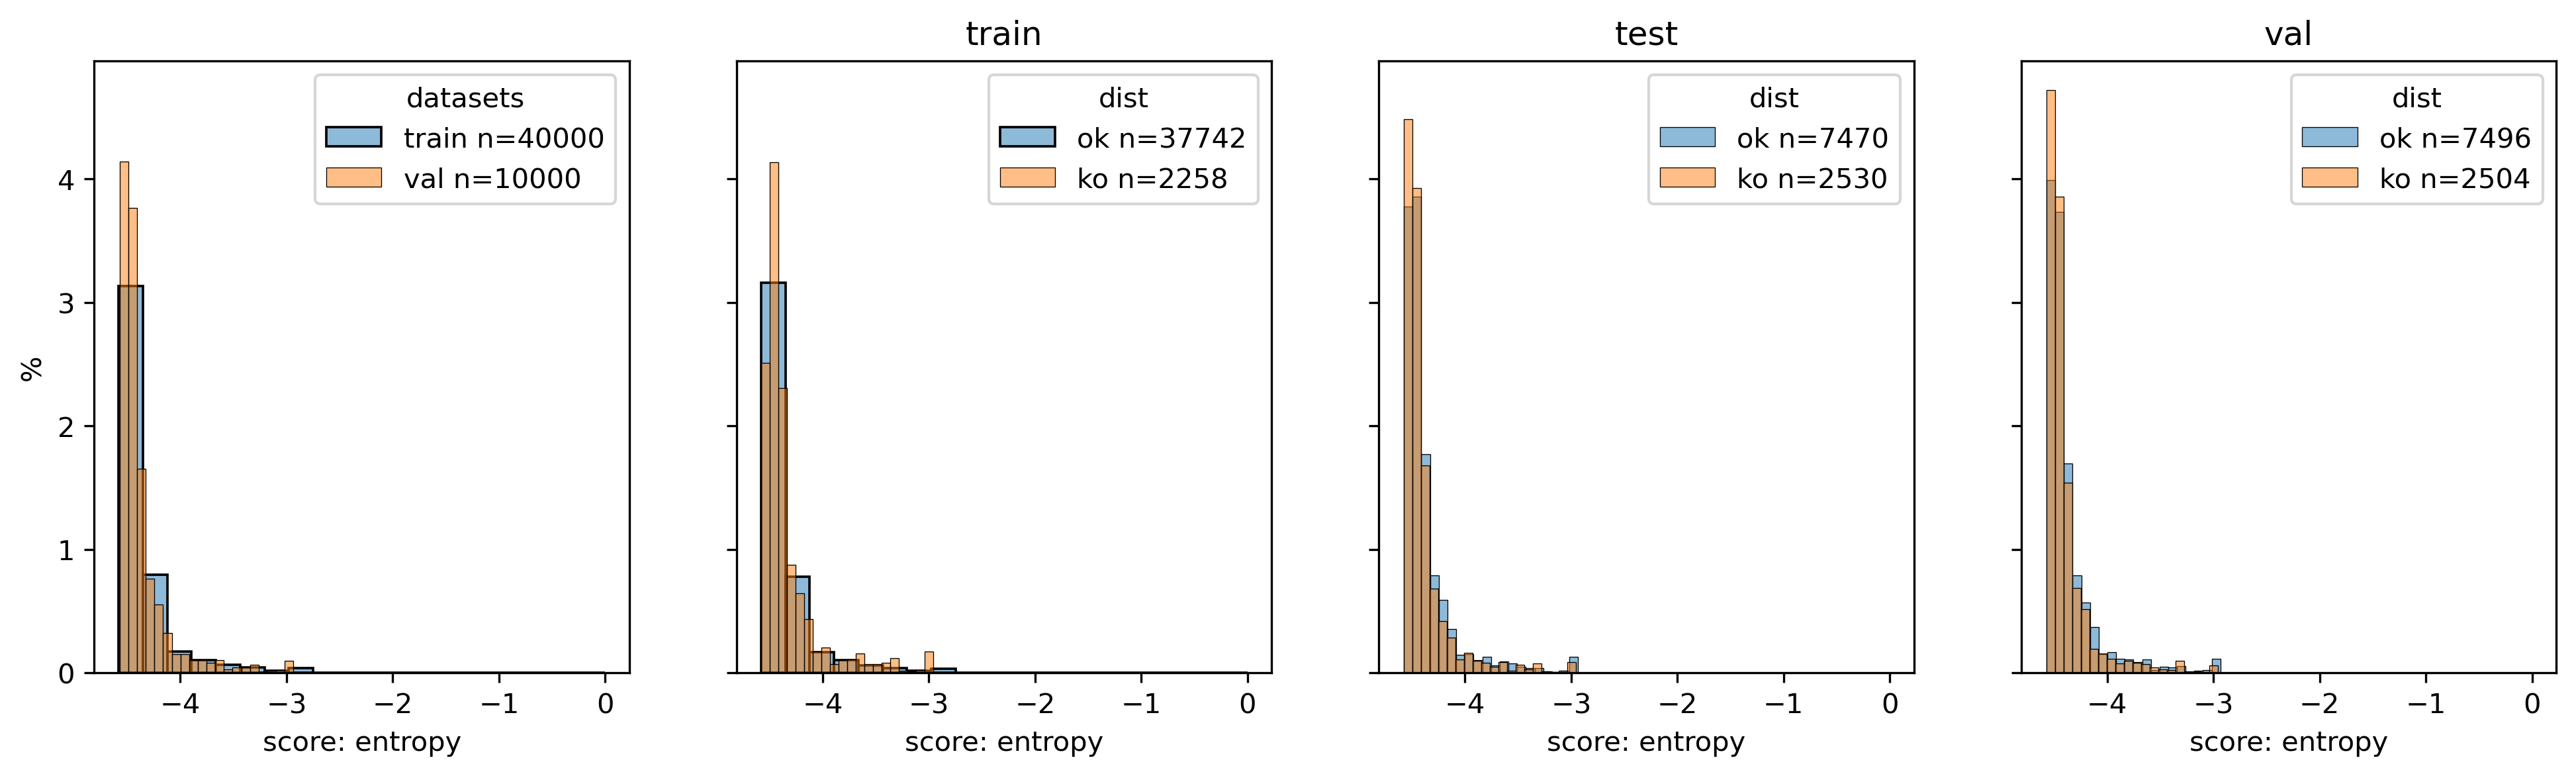 train
test
val
datasets
train n=40000
val n=10000
dist
ok n=37742
ko n=2258
dist
ok n=7470
ko n=2530
dist
ok n=7496
ko n=2504
%
4
3
2
1
0
−4 −3 −2 −1 0
−4 −3 −2 −1 0
−4 −3 −2 −1 0
−4 −3 −2 −1 0
score: entropy
score: entropy
score: entropy
score: entropy